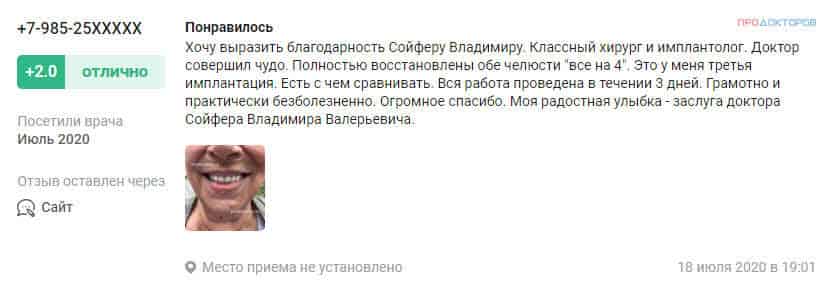 +7-985-25XXXXX
+2.0 отлично
Посетили врача
Июль 2020
Отзыв оставлен через
Сайт
ПРОДОКТОРОВ
Понравилось
Хочу выразить благодарность Сойферу Владимиру. Классный хирург и имплантолог. Доктор
совершил чудо. Полностью восстановлены обе челюсти "все на 4". Это у меня третья
имплантация. Есть с чем сравнивать. Вся работа проведена в течении 3 дней. Грамотно и
практически безболезненно. Огромное спасибо. Моя радостная улыбка - заслуга доктора
Сойфера Владимира Валерьевича.
Место приема не установлено
18 июля 2020 в 19:01